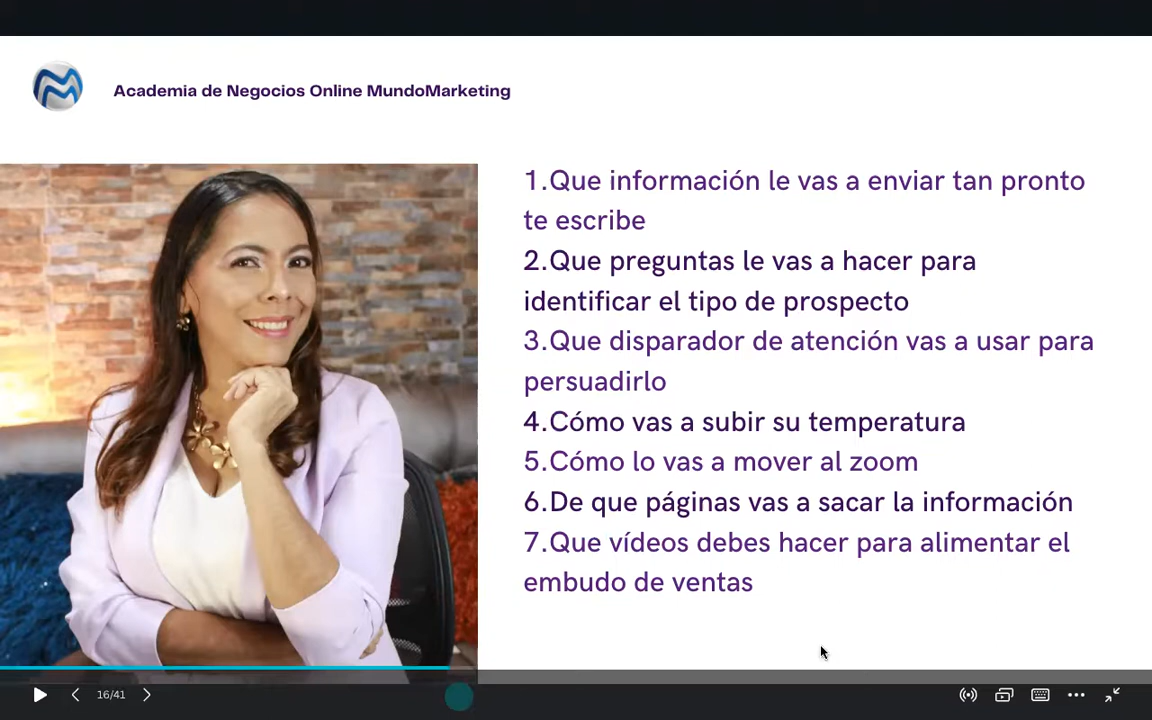 Academia de Negocios Online MundoMarketing
1.Que información le vas a enviar tan pronto
te escribe
2.Que preguntas le vas a hacer para
identificar el tipo de prospecto
3.Que disparador de atención vas a usar para
persuadirlo
4.Cómo vas a subir su temperatura
5.Cómo lo vas a mover al zoom
6.De que páginas vas a sacar la información
7.Que vídeos debes hacer para alimentar el
embudo de ventas
16/41